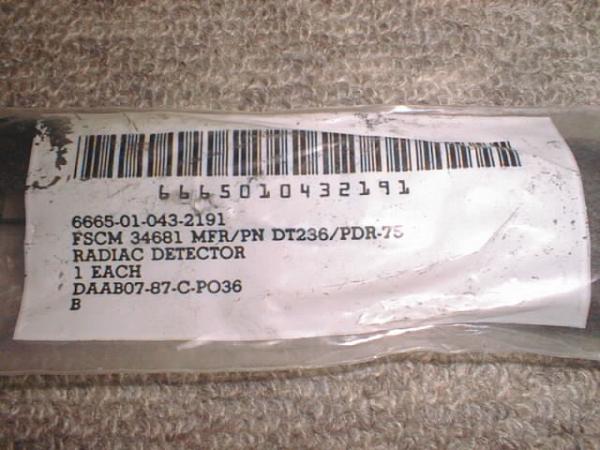 6665010432191
6665-01-043-2191
FSCM 34681 MFR/PN DT236/PDR-75
RADIAC DETECTOR
1 EACH
DAAB07-87-C-PO36
B